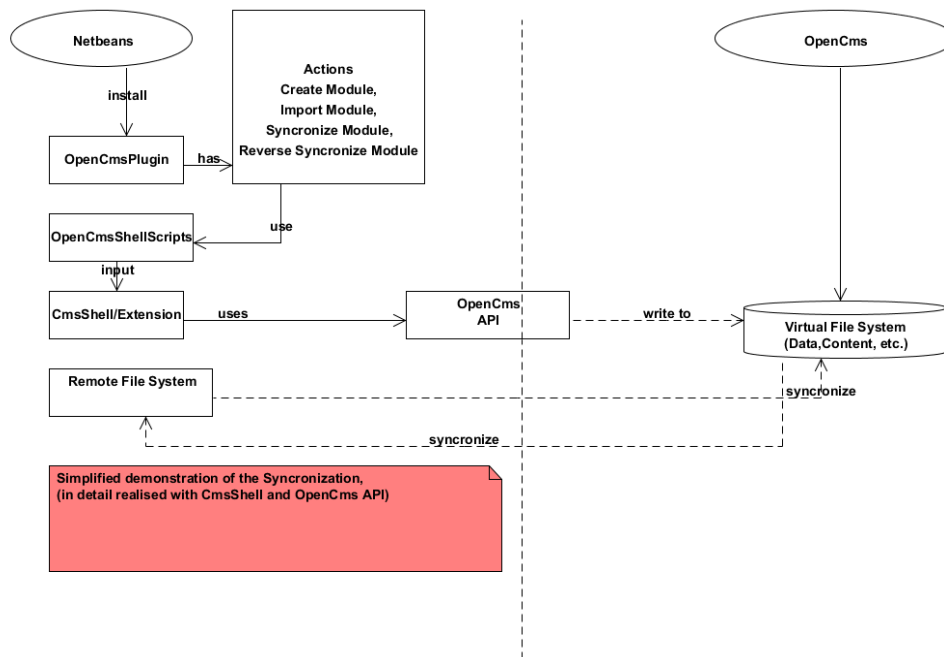 Netbeans
OpenCms
Actions
Create Module,
Import Module,
Syncronize Module,
Reverse Syncronize Module
install
OpenCmsPlugin
has
use
OpenCmsShellScripts
input
CmsShell/Extension
uses
OpenCms
API
write to
Virtual File System
(Data,Content, etc.)
Remote File System
syncronize
syncronize
Simplified demonstration of the Syncronization,
(in detail realised with CmsShell and OpenCms API)